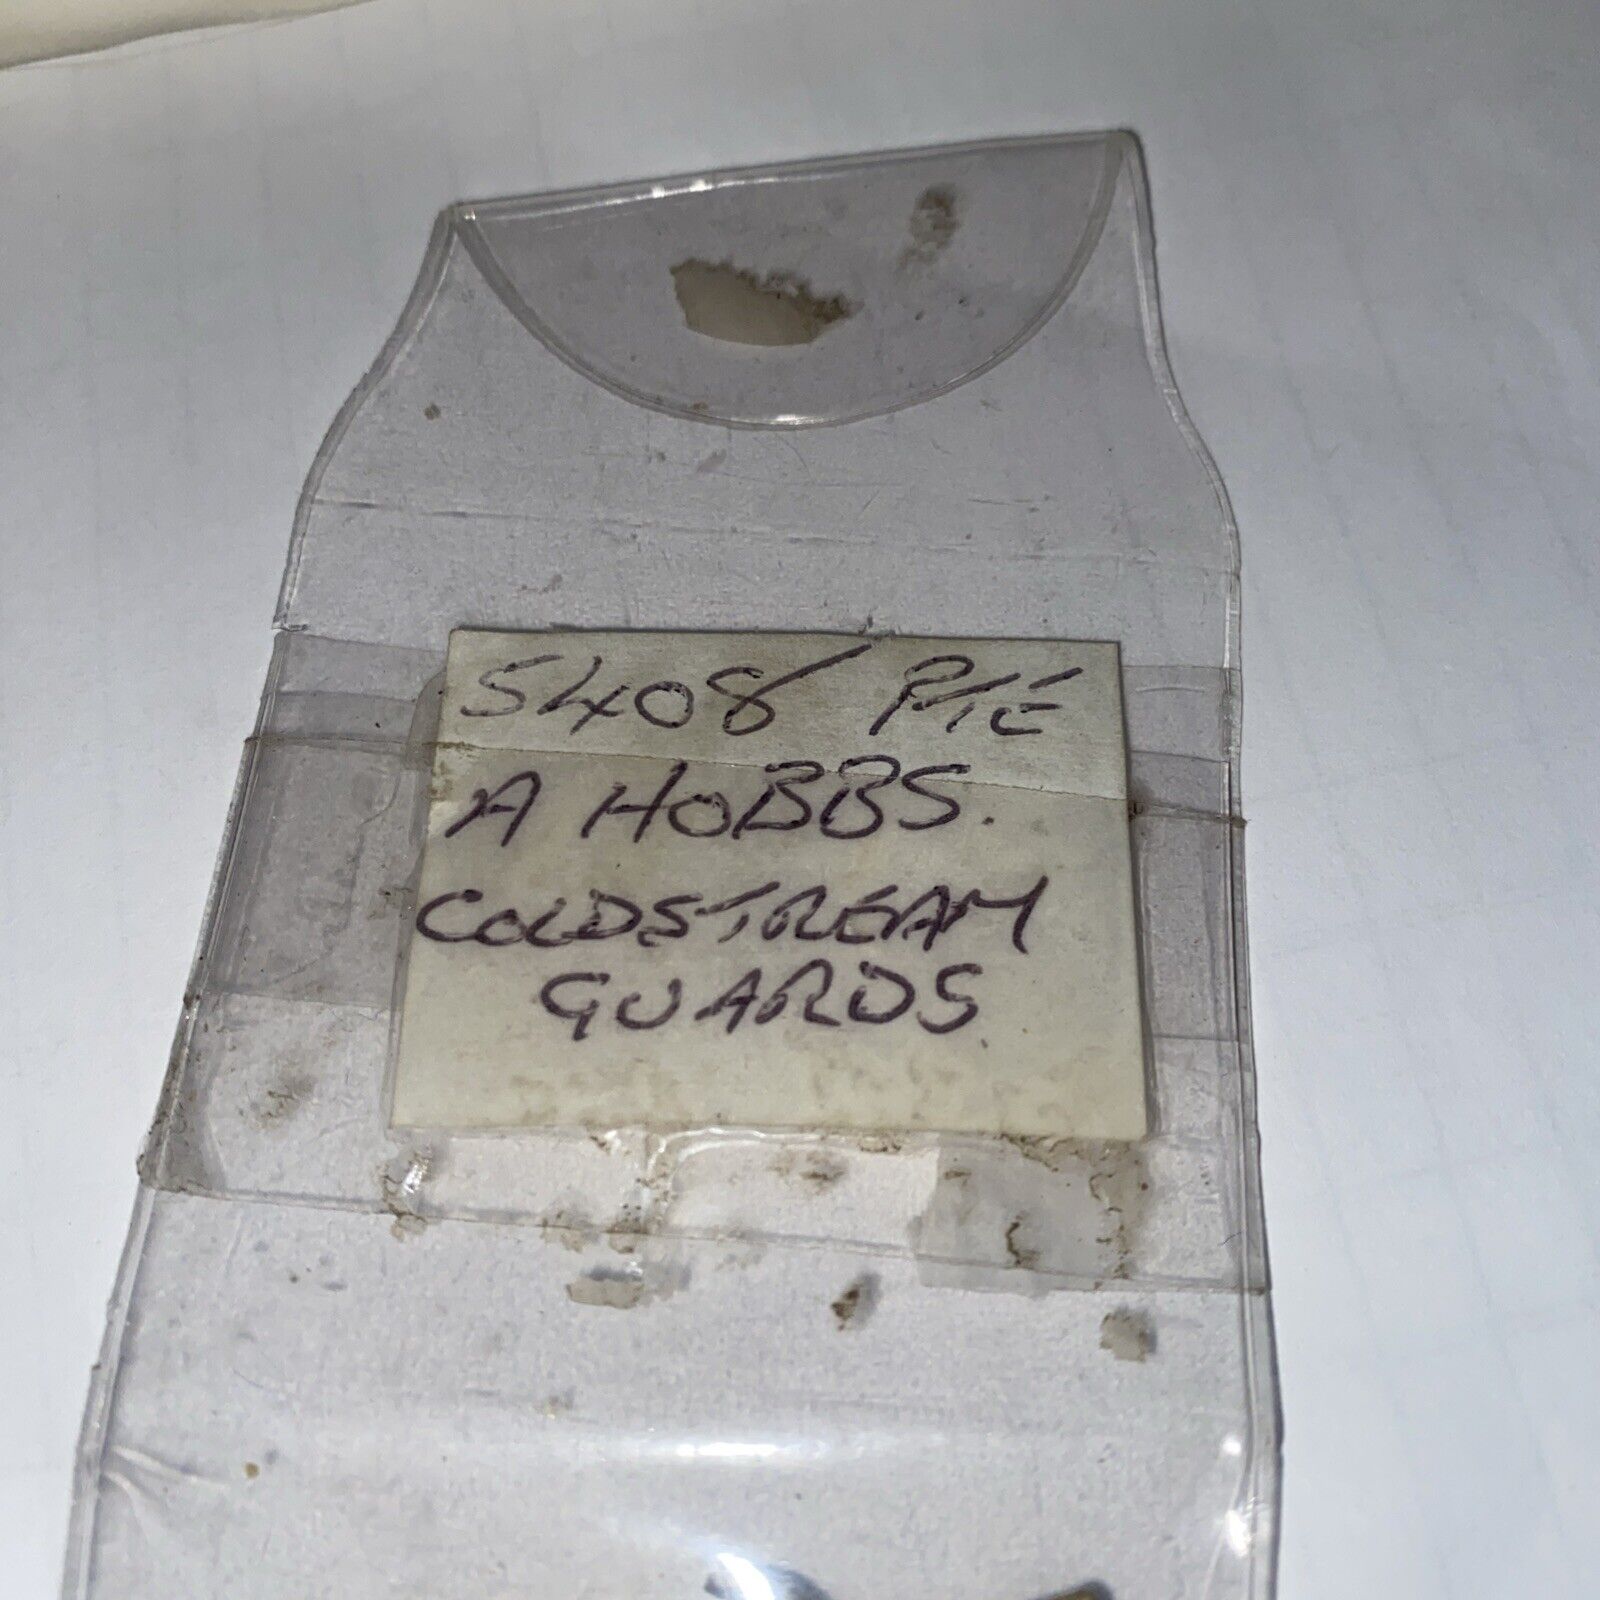 5408 PTE
A HOBBS.
COLDSTREAM
GUARDS.